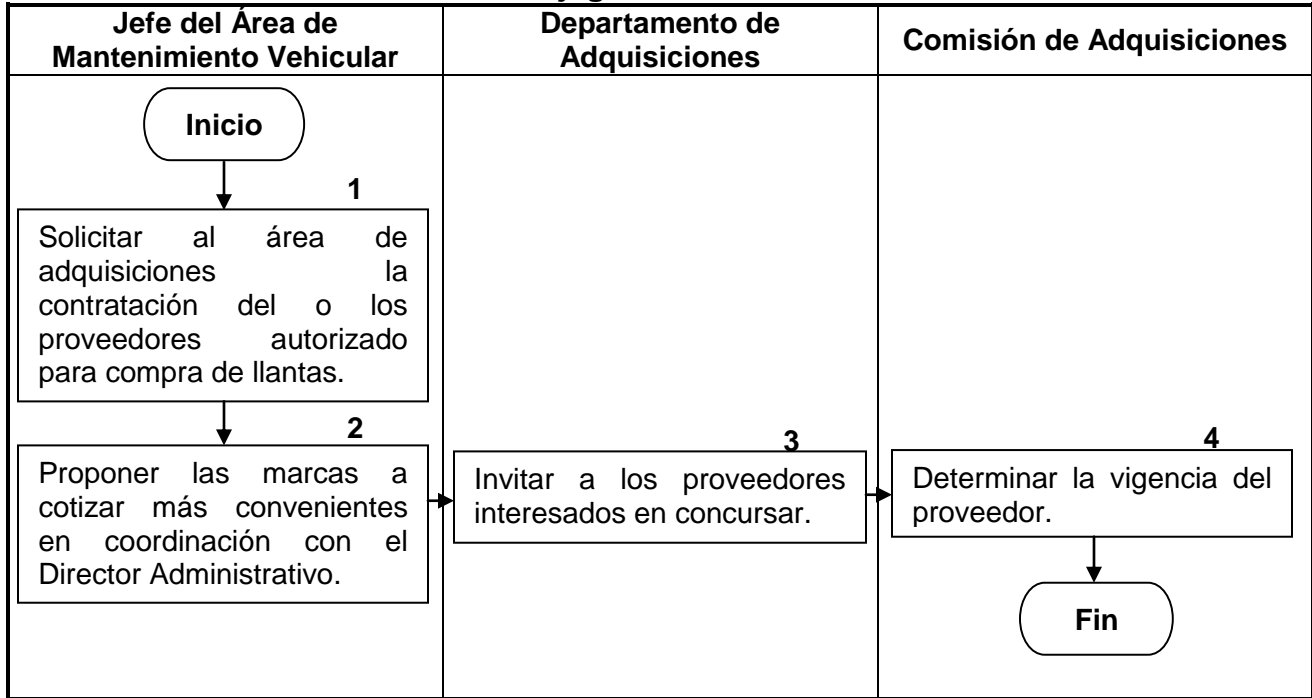 Jefe del Área de
Mantenimiento Vehicular
Departamento de
Adquisiciones
Comisión de Adquisiciones
Inicio
1
Solicitar al área de
adquisiciones la
contratación del o los
proveedores autorizado
para compra de llantas.
2
Proponer las marcas a
cotizar más convenientes
en coordinación con el
Director Administrativo.
3
Invitar a los proveedores
interesados en concursar.
4
Determinar la vigencia del
proveedor.
Fin